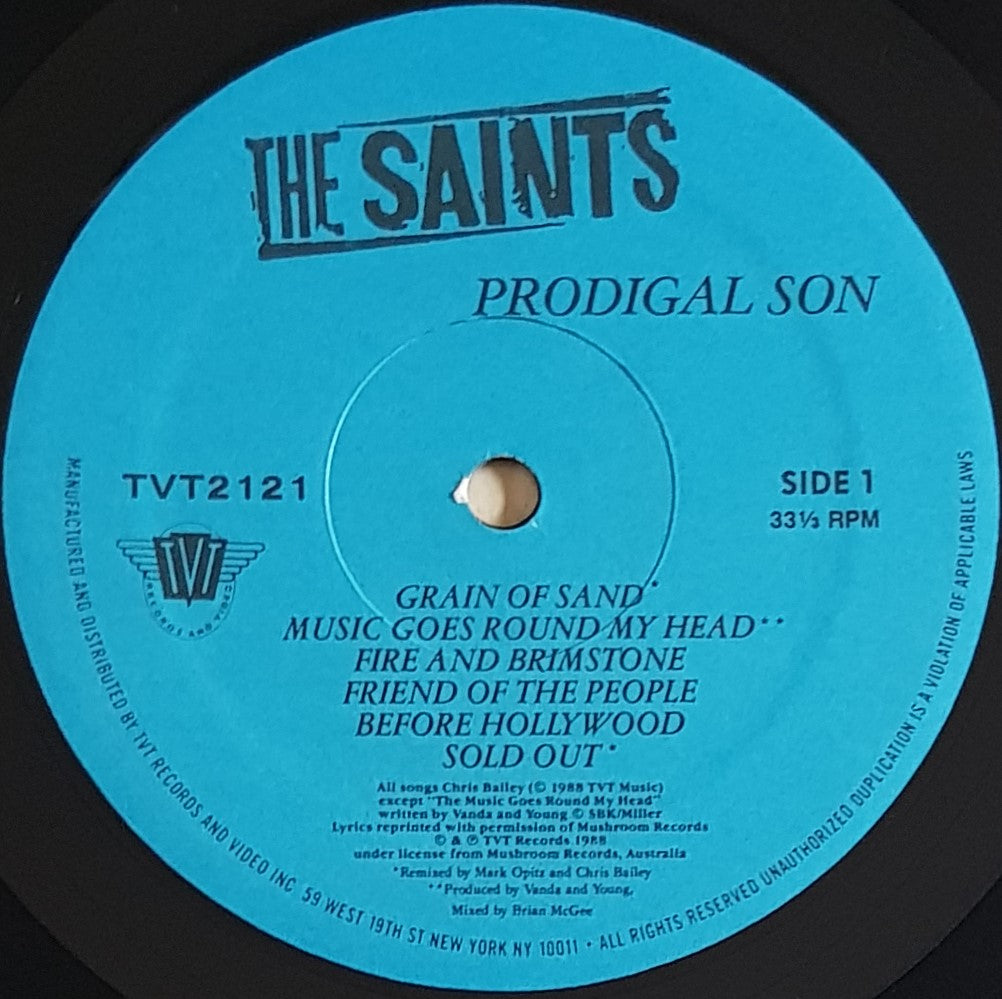 THE SAINTS
PRODIGAL SON
TVT2121
SIDE 1
33⅓ RPM
TVT
RECORDS AND VIDEO
GRAIN OF SAND*
MUSIC GOES ROUND MY HEAD**
FIRE AND BRIMSTONE
FRIEND OF THE PEOPLE
BEFORE HOLLYWOOD
SOLD OUT*
All songs Chris Bailey (© 1988 TVT Music)
except "The Music Goes Round My Head"
written by Vanda and Young © SBK/Miller
Lyrics reprinted with permission of Mushroom Records
© & ℗ TVT Records 1988
under license from Mushroom Records, Australia
*Remixed by Mark Opitz and Chris Bailey
**Produced by Vanda and Young,
Mixed by Brian McGee
MANUFACTURED AND DISTRIBUTED BY TVT RECORDS AND VIDEO INC 59 WEST 19TH ST NEW YORK NY 10011 • ALL RIGHTS RESERVED UNAUTHORIZED DUPLICATION IS A VIOLATION OF APPLICABLE LAWS